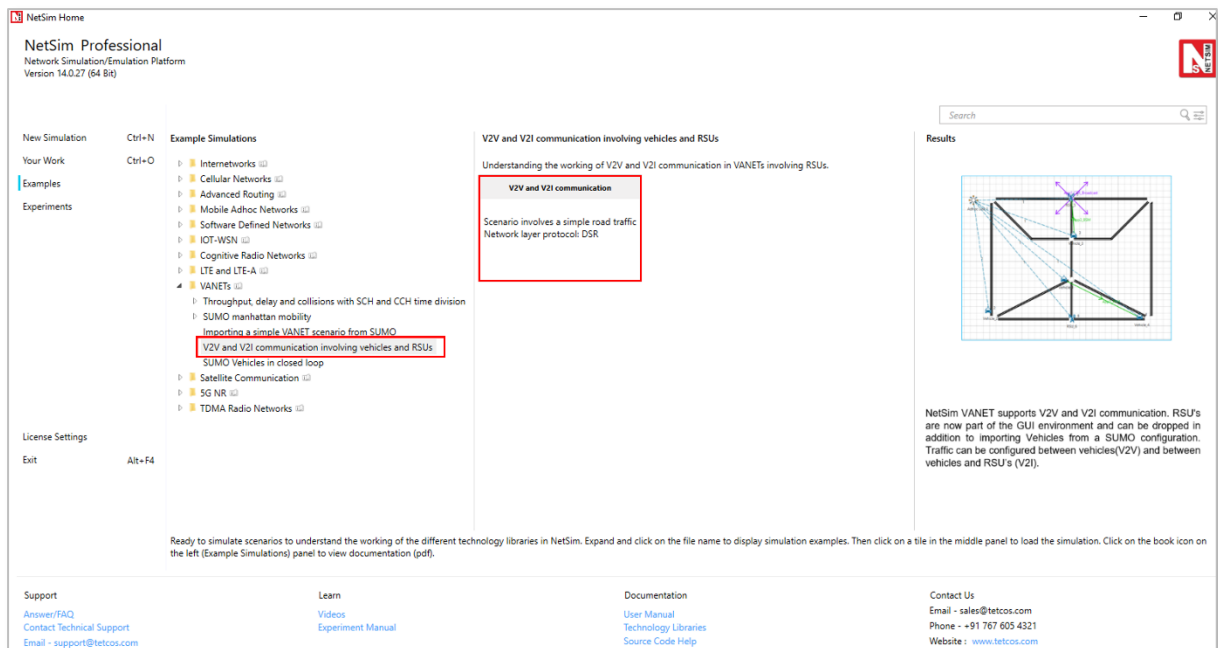 NetSim Home
NetSim Professional
Network Simulation/Emulation Platform
Version 14.0.27 (64 Bit)
NETSIM
Search
New Simulation Ctrl+N
Your Work Ctrl+O
Examples
Experiments
License Settings
Exit Alt+F4
Example Simulations
Internetworks
Cellular Networks
Advanced Routing
Mobile Adhoc Networks
Software Defined Networks
IOT-WSN
Cognitive Radio Networks
LTE and LTE-A
VANETs
Throughput, delay and collisions with SCH and CCH time division
SUMO manhattan mobility
Importing a simple VANET scenario from SUMO
V2V and V2I communication involving vehicles and RSUs
SUMO Vehicles in closed loop
Satellite Communication
5G NR
TDMA Radio Networks
V2V and V2I communication involving vehicles and RSUs
Understanding the working of V2V and V2I communication in VANETs involving RSUs.
V2V and V2I communication
Scenario involves a simple road traffic
Network layer protocol: DSR
Results
NetSim VANET supports V2V and V2I communication. RSU's
are now part of the GUI environment and can be dropped in
addition to importing Vehicles from a SUMO configuration.
Traffic can be configured between vehicles(V2V) and between
vehicles and RSU's (V2I).
Ready to simulate scenarios to understand the working of the different technology libraries in NetSim. Expand and click on the file name to display simulation examples. Then click on a tile in the middle panel to load the simulation. Click on the book icon on
the left (Example Simulations) panel to view documentation (pdf).
Support
Answer/FAQ
Contact Technical Support
Email - support@tetcos.com
Learn
Videos
Experiment Manual
Documentation
User Manual
Technology Libraries
Source Code Help
Contact Us
Email - sales@tetcos.com
Phone - +91 767 605 4321
Website : www.tetcos.com